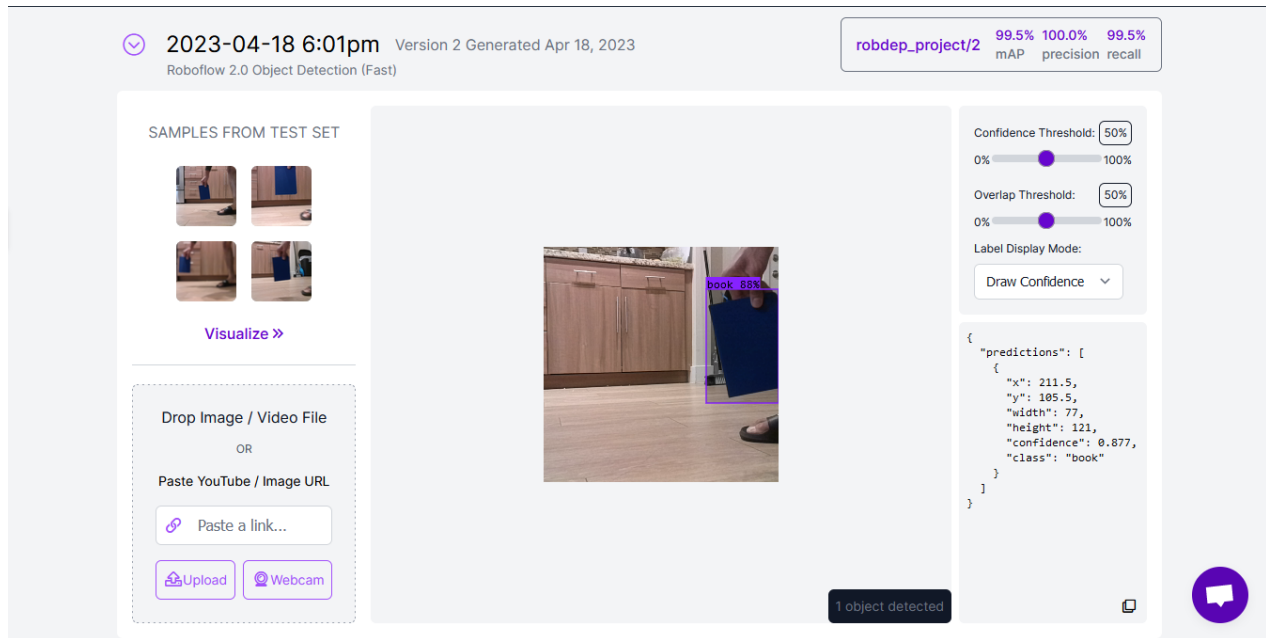 2023-04-18 6:01pm Version 2 Generated Apr 18, 2023
Roboflow 2.0 Object Detection (Fast)
robdep_project/2
99.5% 100.0% 99.5%
mAP precision recall
SAMPLES FROM TEST SET
Visualize »
Drop Image / Video File
OR
Paste YouTube / Image URL
Paste a link...
Upload
Webcam
book 88%
1 object detected
Confidence Threshold: 50%
0% 100%
Overlap Threshold: 50%
0% 100%
Label Display Mode:
Draw Confidence
{
"predictions": [
{
"x": 211.5,
"y": 105.5,
"width": 77,
"height": 121,
"confidence": 0.877,
"class": "book"
}
]
}